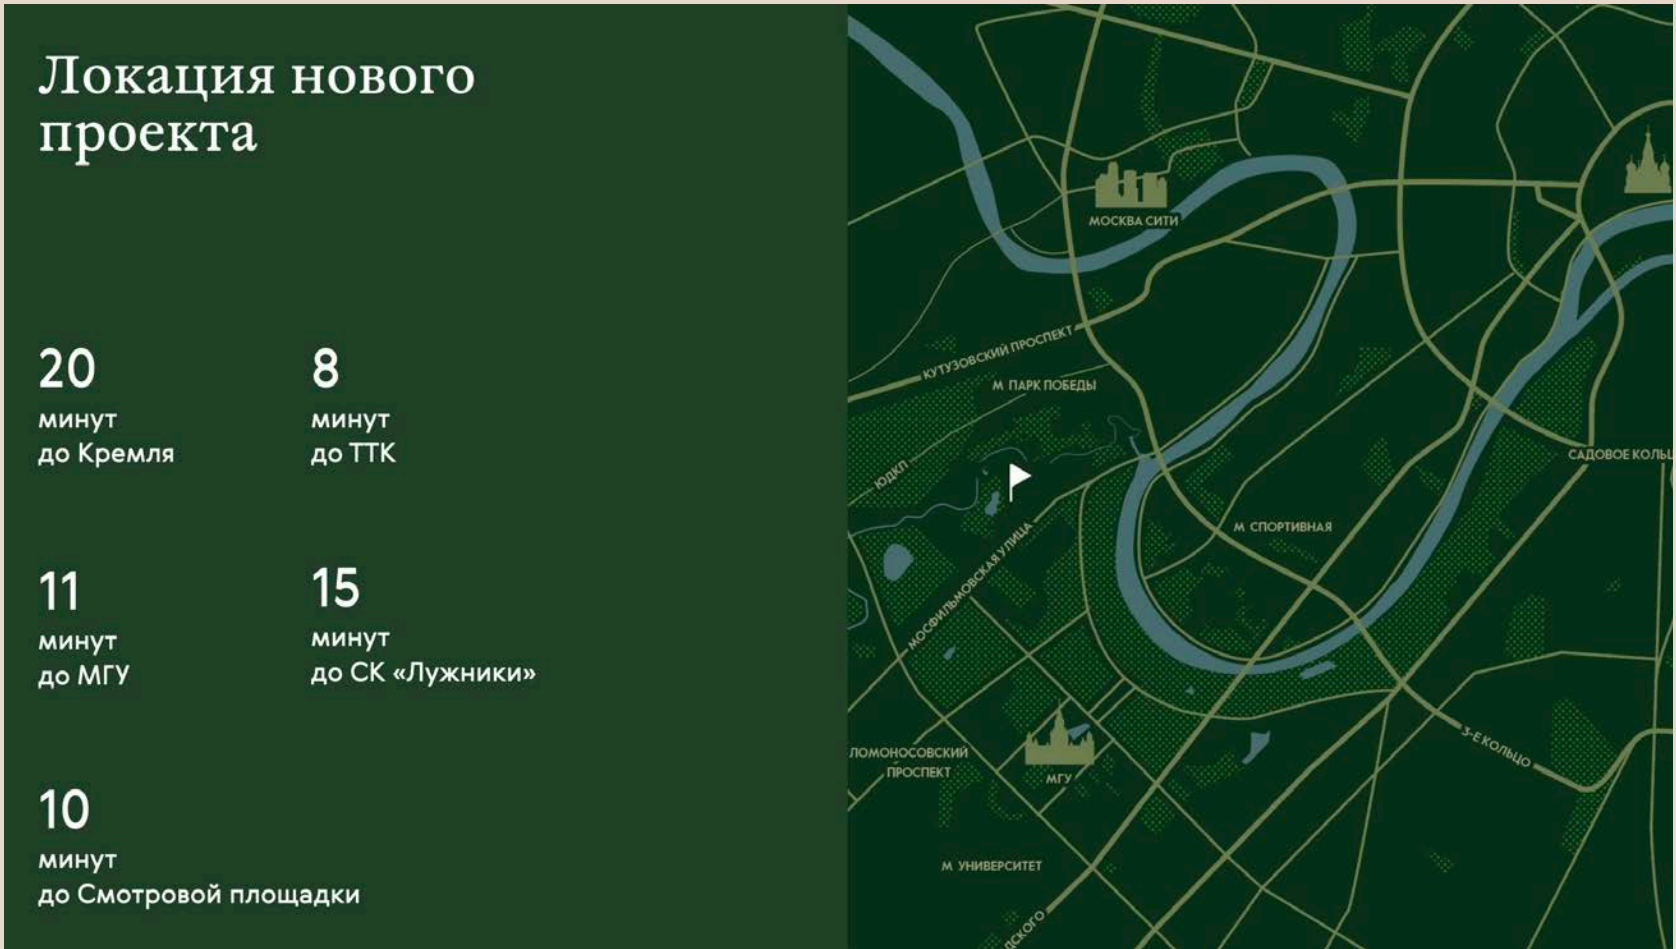 Локация нового
проекта
20
минут
до Кремля
8
минут
до ТТК
11
минут
до МГУ
15
минут
до СК «Лужники»
10
минут
до Смотровой площадки
МОСКВА СИТИ
КУТУЗОВСКИЙ ПРОСПЕКТ
М ПАРК ПОБЕДЫ
ЮДКП
САДОВОЕ КОЛЬЦ
М СПОРТИВНАЯ
МОСФИЛЬМОВСКАЯ УЛИЦА
ЛОМОНОСОВСКИЙ
ПРОСПЕКТ
МГУ
3-Е КОЛЬЦО
М УНИВЕРСИТЕТ
ДСКОГО